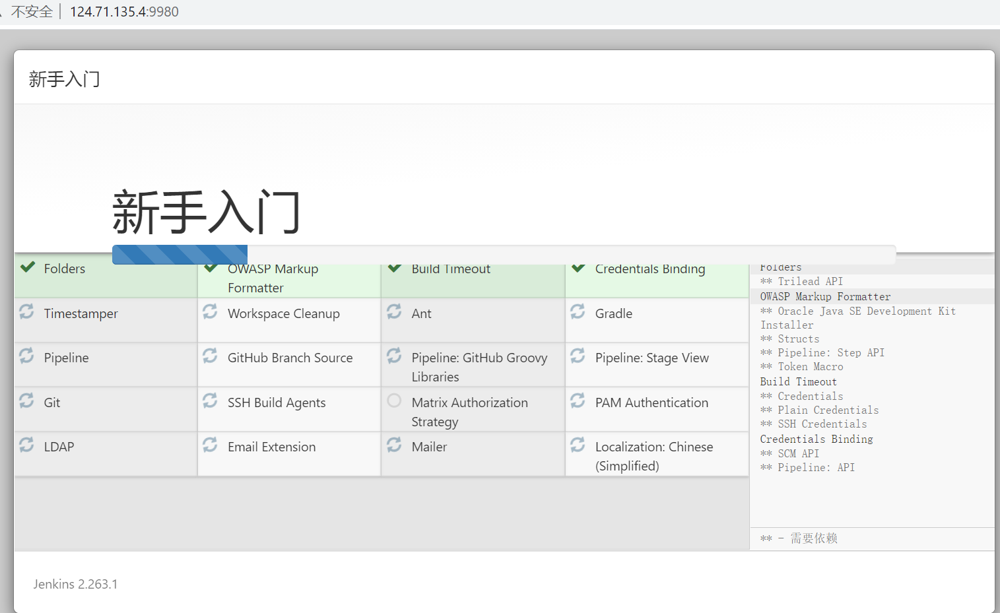 不安全 | 124.71.135.4:9980
新手入门
新手入门
Folders
OWASP Markup
Formatter
Build Timeout
Credentials Binding
Timestamper
Workspace Cleanup
Ant
Gradle
Pipeline
GitHub Branch Source
Pipeline: GitHub Groovy
Libraries
Pipeline: Stage View
Git
SSH Build Agents
Matrix Authorization
Strategy
PAM Authentication
LDAP
Email Extension
Mailer
Localization: Chinese
(Simplified)
Folders
** Trilead API
OWASP Markup Formatter
** Oracle Java SE Development Kit
Installer
** Structs
** Pipeline: Step API
** Token Macro
Build Timeout
** Credentials
** Plain Credentials
** SSH Credentials
Credentials Binding
** SCM API
** Pipeline: API
** - 需要依赖
Jenkins 2.263.1